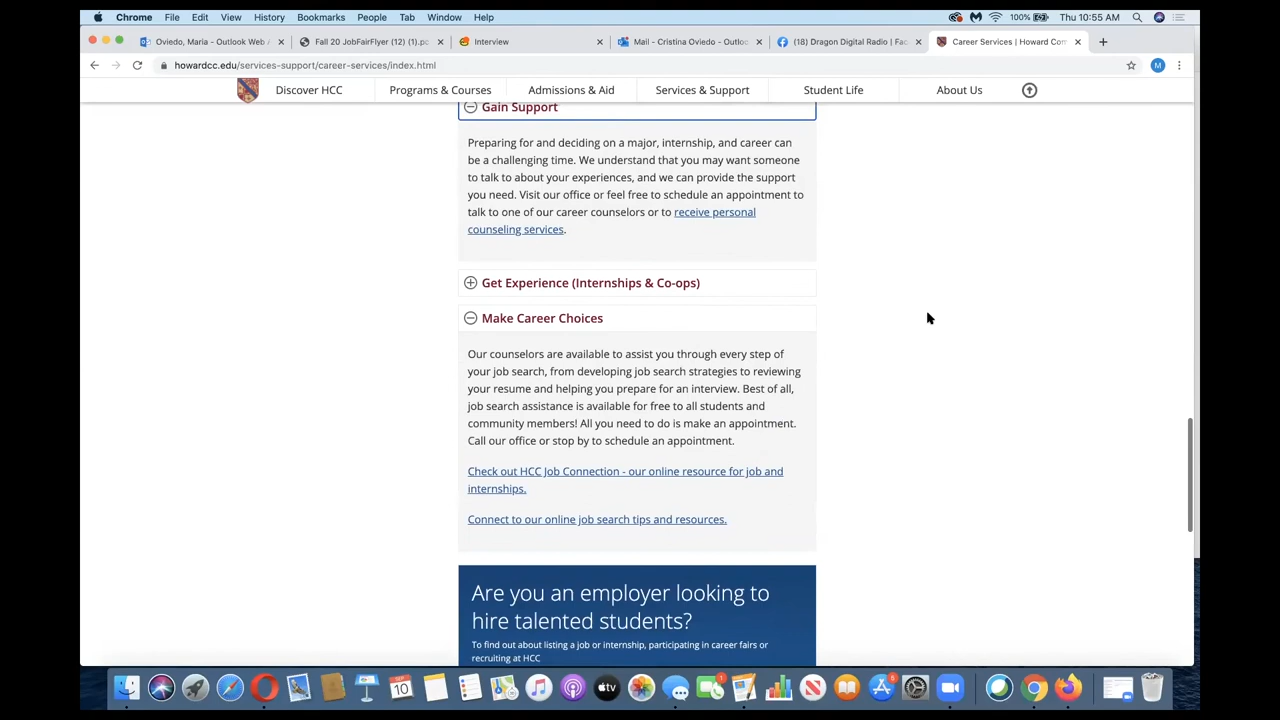 Chrome File Edit View History Bookmarks People Tab Window Help 100% Thu 10:55 AM
Oviedo, Maria - Outlook Web A Fall 20 JobFairFlyer (12) (1).pc Interview Mail - Cristina Oviedo - Outloo (18) Dragon Digital Radio | Fac Career Services | Howard Com
howardcc.edu/services-support/career-services/index.html M
Discover HCC Programs & Courses Admissions & Aid Services & Support Student Life About Us
Gain Support
Preparing for and deciding on a major, internship, and career can
be a challenging time. We understand that you may want someone
to talk to about your experiences, and we can provide the support
you need. Visit our office or feel free to schedule an appointment to
talk to one of our career counselors or to receive personal
counseling services.
Get Experience (Internships & Co-ops)
Make Career Choices
Our counselors are available to assist you through every step of
your job search, from developing job search strategies to reviewing
your resume and helping you prepare for an interview. Best of all,
job search assistance is available for free to all students and
community members! All you need to do is make an appointment.
Call our office or stop by to schedule an appointment.
Check out HCC Job Connection - our online resource for job and
internships.
Connect to our online job search tips and resources.
Are you an employer looking to
hire talented students?
To find out about listing a job or internship, participating in career fairs or
recruiting at HCC
10 tv 1 6